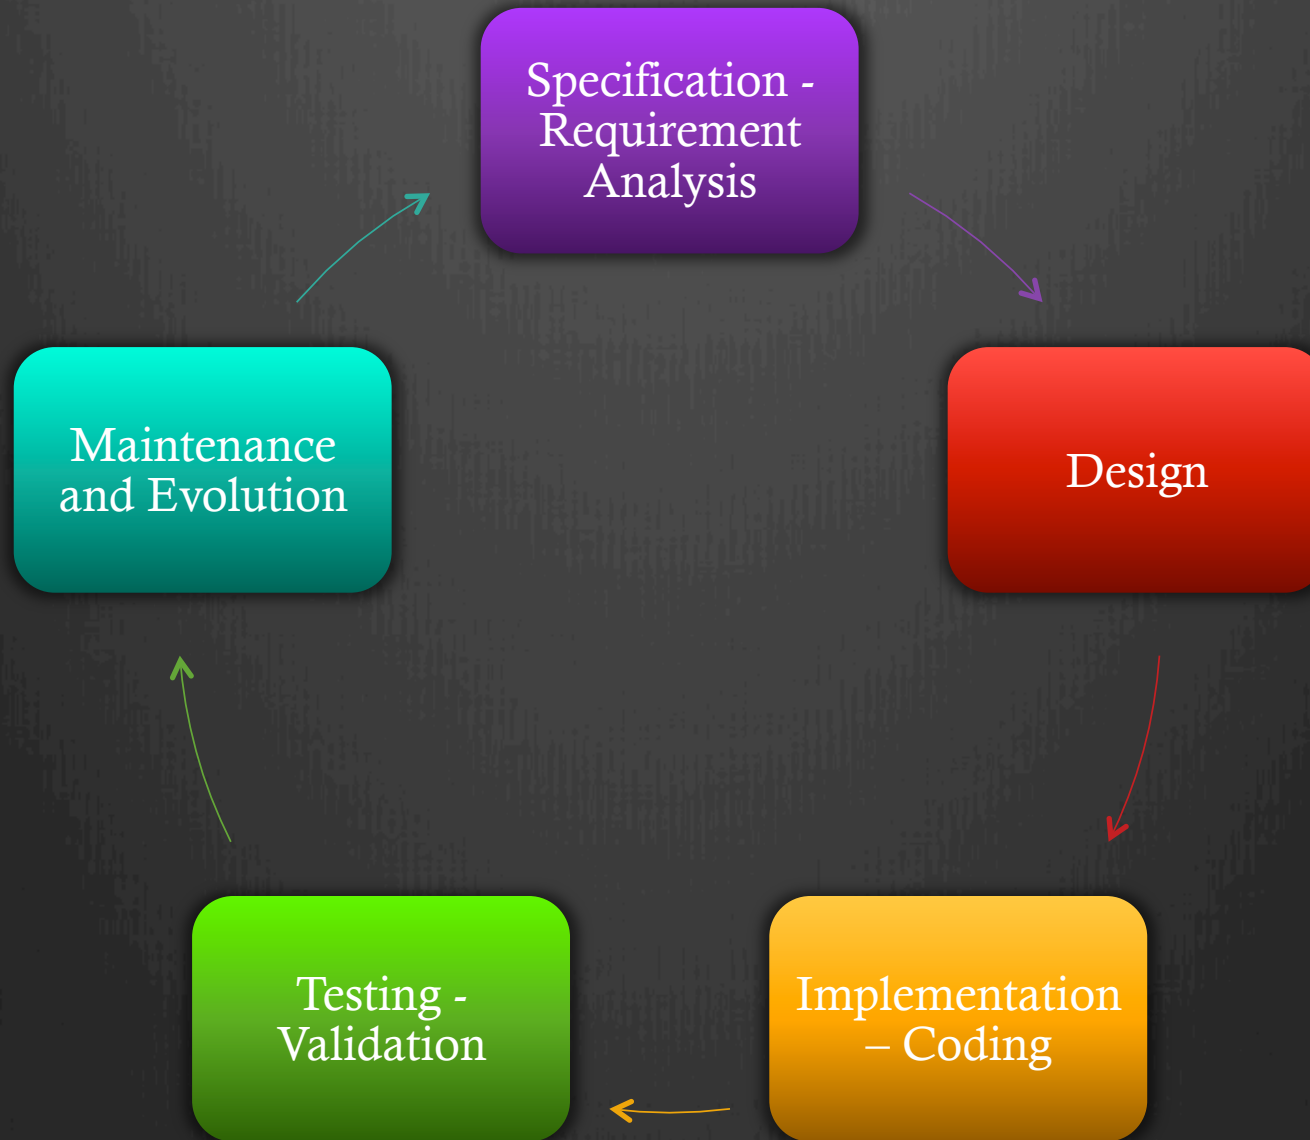 Specification -
Requirement
Analysis
Design
Implementation
– Coding
Testing -
Validation
Maintenance
and Evolution